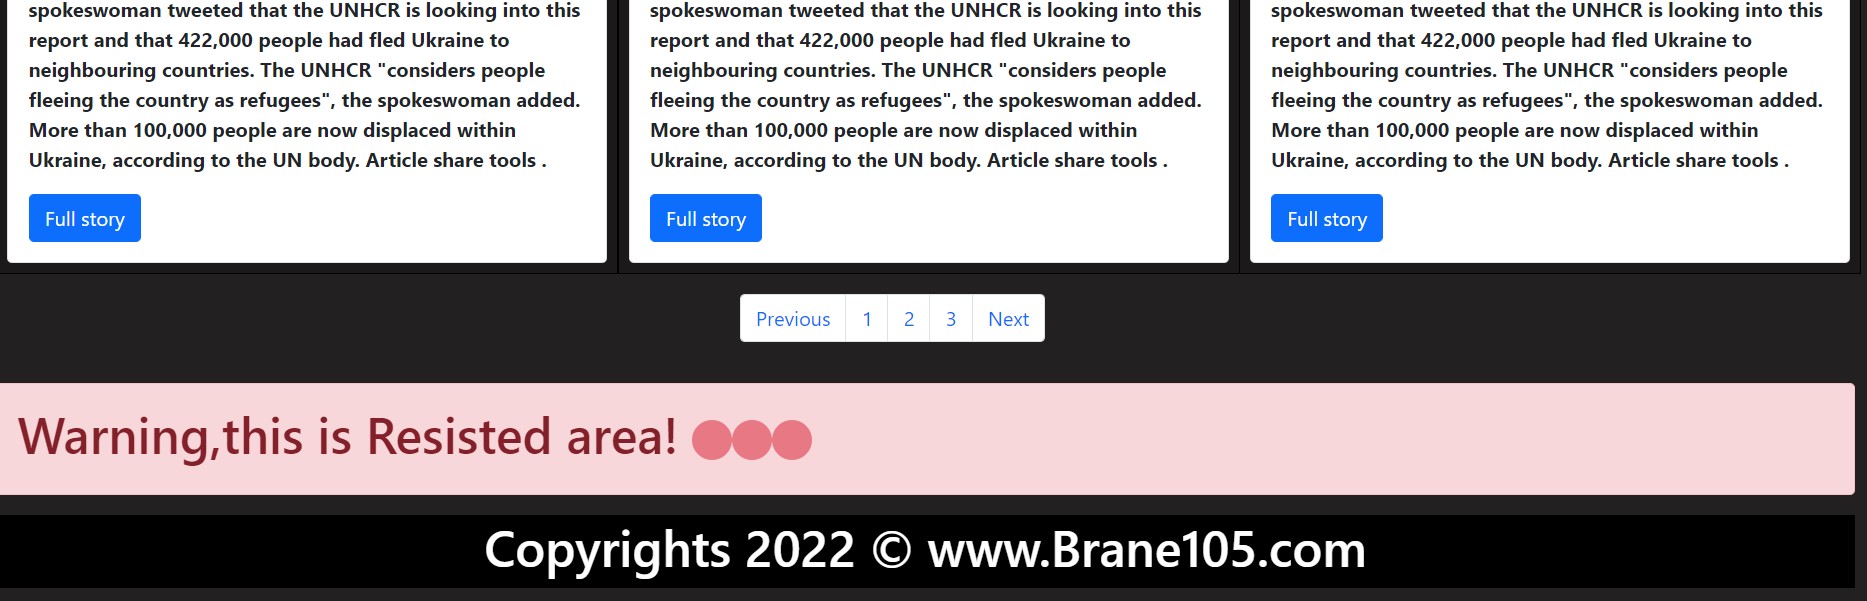 spokeswoman tweeted that the UNHCR is looking into this
report and that 422,000 people had fled Ukraine to
neighbouring countries. The UNHCR "considers people
fleeing the country as refugees", the spokeswoman added.
More than 100,000 people are now displaced within
Ukraine, according to the UN body. Article share tools .
Full story
spokeswoman tweeted that the UNHCR is looking into this
report and that 422,000 people had fled Ukraine to
neighbouring countries. The UNHCR "considers people
fleeing the country as refugees", the spokeswoman added.
More than 100,000 people are now displaced within
Ukraine, according to the UN body. Article share tools .
Full story
spokeswoman tweeted that the UNHCR is looking into this
report and that 422,000 people had fled Ukraine to
neighbouring countries. The UNHCR "considers people
fleeing the country as refugees", the spokeswoman added.
More than 100,000 people are now displaced within
Ukraine, according to the UN body. Article share tools .
Full story
Previous 1 2 3 Next
Warning,this is Resisted area!
Copyrights 2022 © www.Brane105.com